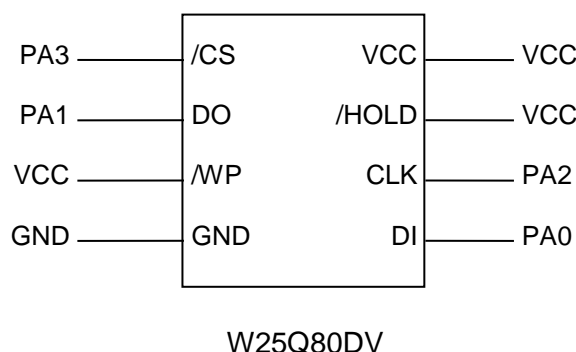 PA3 /CS VCC VCC
PA1 DO /HOLD VCC
VCC /WP CLK PA2
GND GND DI PA0
W25Q80DV